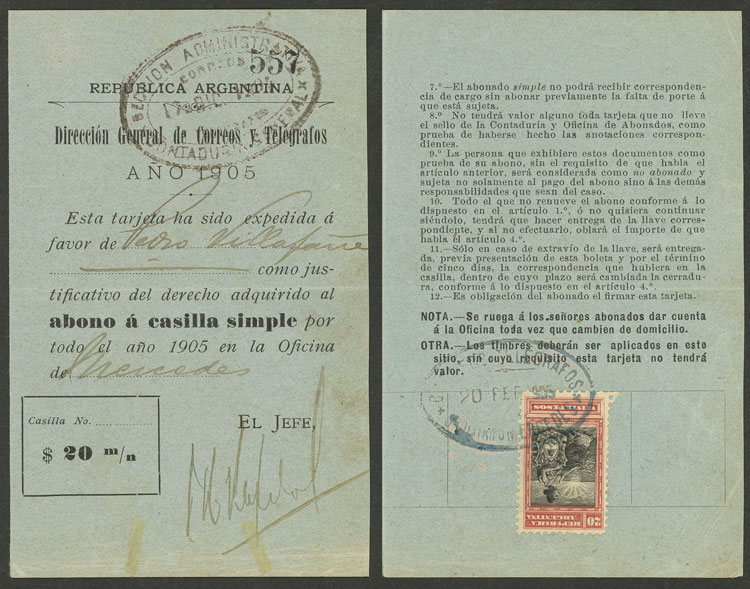 SECCION ADMINISTRATIVA
CORREOS
557
REPÚBLICA ARGENTINA
CONTADURIA GENERAL
Dirección General de Correos y Telégrafos
AÑO 1905
Esta tarjeta ha sido expedida á
favor de Pedro Villafañe
como jus-
tificativo del derecho adquirido al
abono á casilla simple por
todo el año 1905 en la Oficina
de Mercedes
Casilla No.
$ 20 m/n
EL JEFE,
7.º—El abonado simple no podrá recibir corresponden-
cia de cargo sin abonar previamente la falta de porte á
que está sujeta.
8.º No tendrá valor alguno toda tarjeta que no lleve
el sello de la Contaduria y Oficina de Abonados, como
prueba de haberse hecho las anotaciones correspon-
dientes.
9.º La persona que exhibiere estos documentos como
prueba de su abono, sin el requisito de que habla el
artículo anterior, será considerada como no abonado y
sujeta no solamente al pago del abono sino á las demás
responsabilidades que sean del caso.
10. Todo el que no renueve el abono conforme á lo
dispuesto en el artículo 1.º, ó no quisiera continuar
siéndolo, tendrá que hacer entrega de la llave corres-
pondiente, y al no efectuarlo, oblará el importe de que
habla él artículo 4.º.
11.—Sólo en caso de extravío de la llave, será entrega-
da, previa presentación de esta boleta y por el término
de cinco días, la correspondencia que hubiera en la
casilla, dentro de cuyo plazo será cambiada la cerradu-
ra, conforme á lo dispuesto en el artículo 4.º.
12.—Es obligación del abonado el firmar esta tarjeta.
NOTA.—Se ruega á los señores abonados dar cuenta
á la Oficina toda vez que cambien de domicilio.
OTRA.—Los timbres deberán ser aplicados en este
sitio, sin cuyo requisito esta tarjeta no tendrá
valor.
20 FEB 905
REPUBLICA
ARGENTINA
20